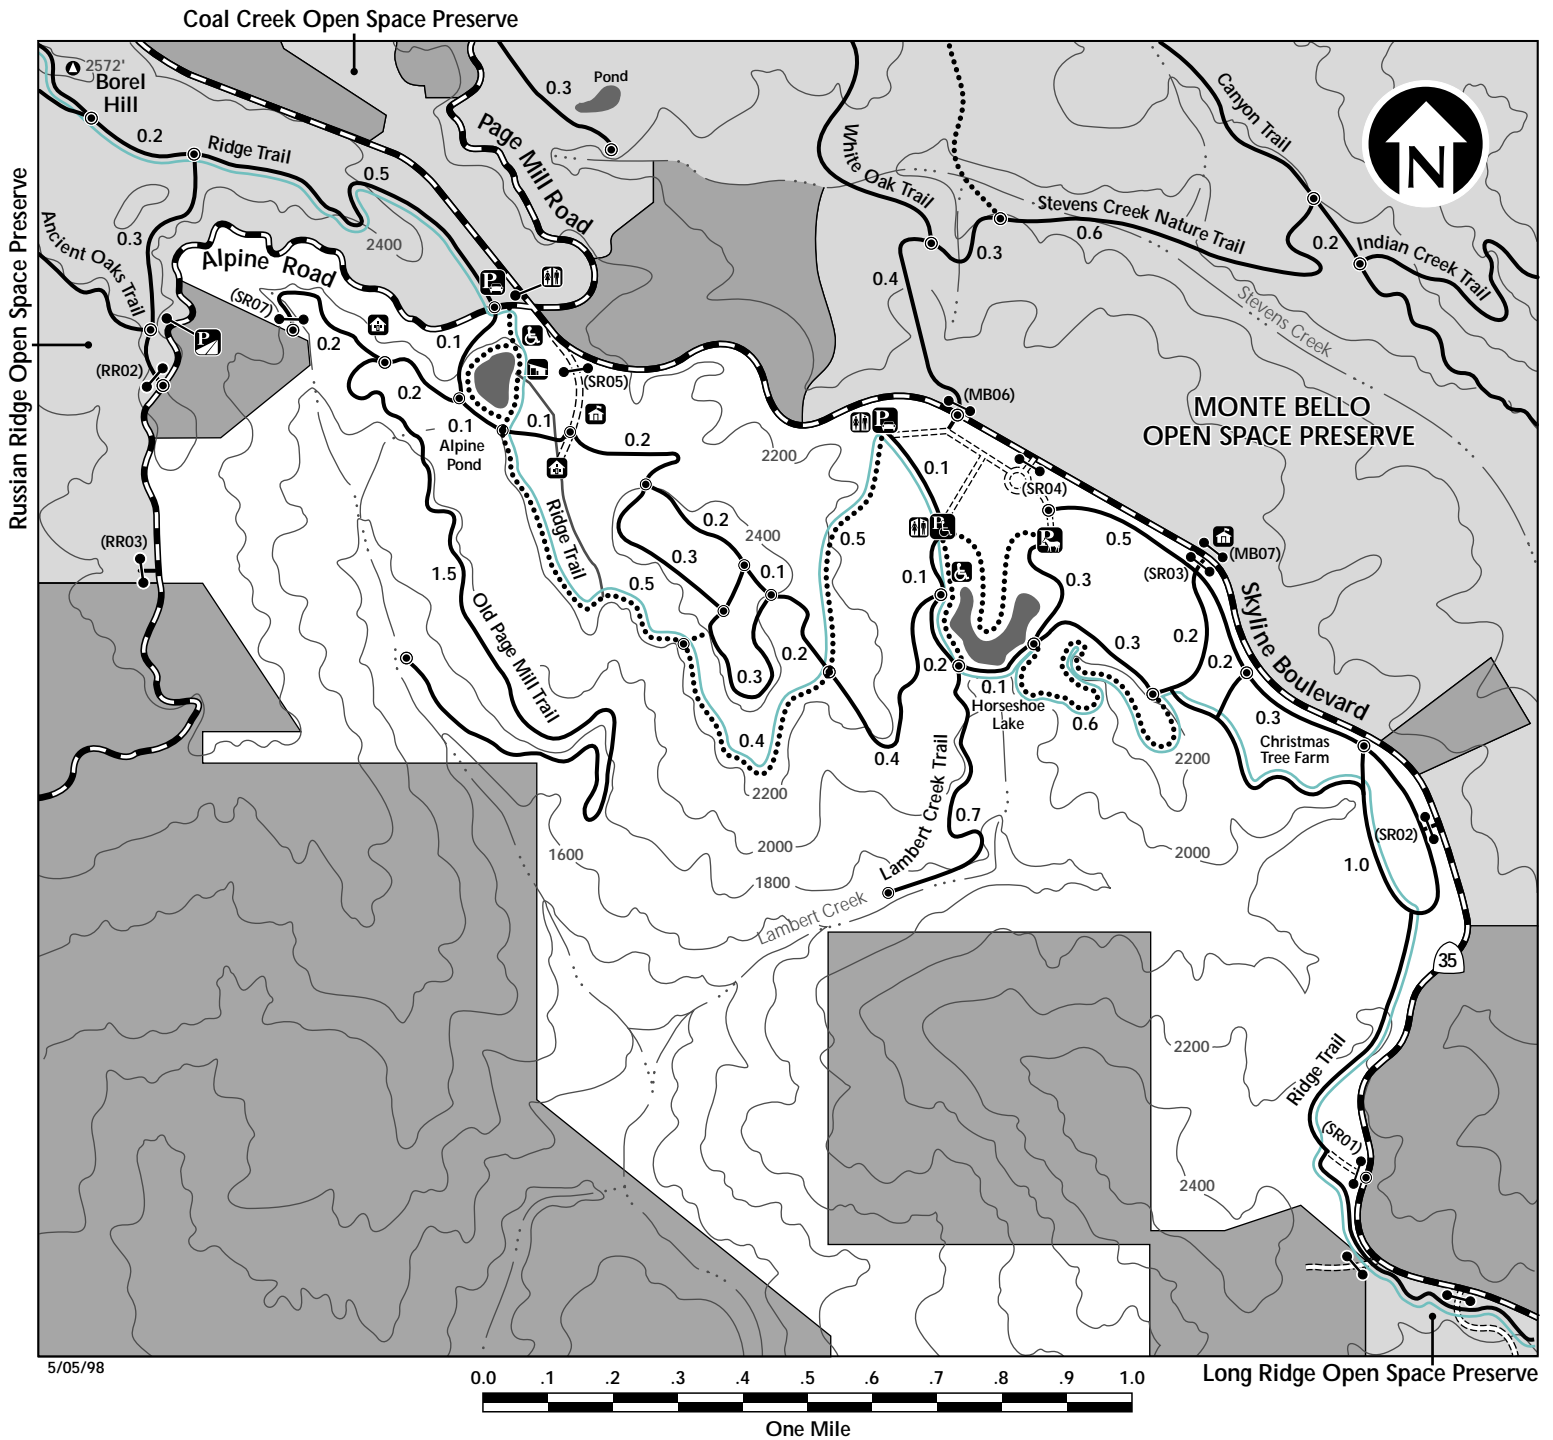 Coal Creek Open Space Preserve
2572'
Borel
Hill
0.2
Ridge Trail
0.5
0.3
Pond
Page Mill Road
White Oak Trail
Canyon Trail
N
Stevens Creek Nature Trail
0.6
0.3
0.2
Indian Creek Trail
0.4
Stevens Creek
Russian Ridge Open Space Preserve
Ancient Oaks Trail
0.3
2400
Alpine Road
(SR07)
0.2
0.1
P
P
(RR02)
0.2
0.1
Alpine
Pond
0.1
(SR05)
0.2
2200
P
(MB06)
MONTE BELLO
OPEN SPACE PRESERVE
0.1
(SR04)
P
P
0.5
(MB07)
(SR03)
Skyline Boulevard
(RR03)
Ridge Trail
0.2
2400
0.3
0.1
0.5
0.5
0.1
0.3
1.5
Old Page Mill Trail
0.3
0.2
0.2
0.1
Horseshoe
Lake
0.3
0.6
0.2
0.2
0.3
Christmas
Tree Farm
2200
0.4
2200
0.4
Lambert Creek Trail
0.7
2000
1800
1600
Lambert Creek
2000
(SR02)
1.0
35
2200
Ridge Trail
(SR01)
2400
5/05/98
Long Ridge Open Space Preserve
0.0 .1 .2 .3 .4 .5 .6 .7 .8 .9 1.0
One Mile